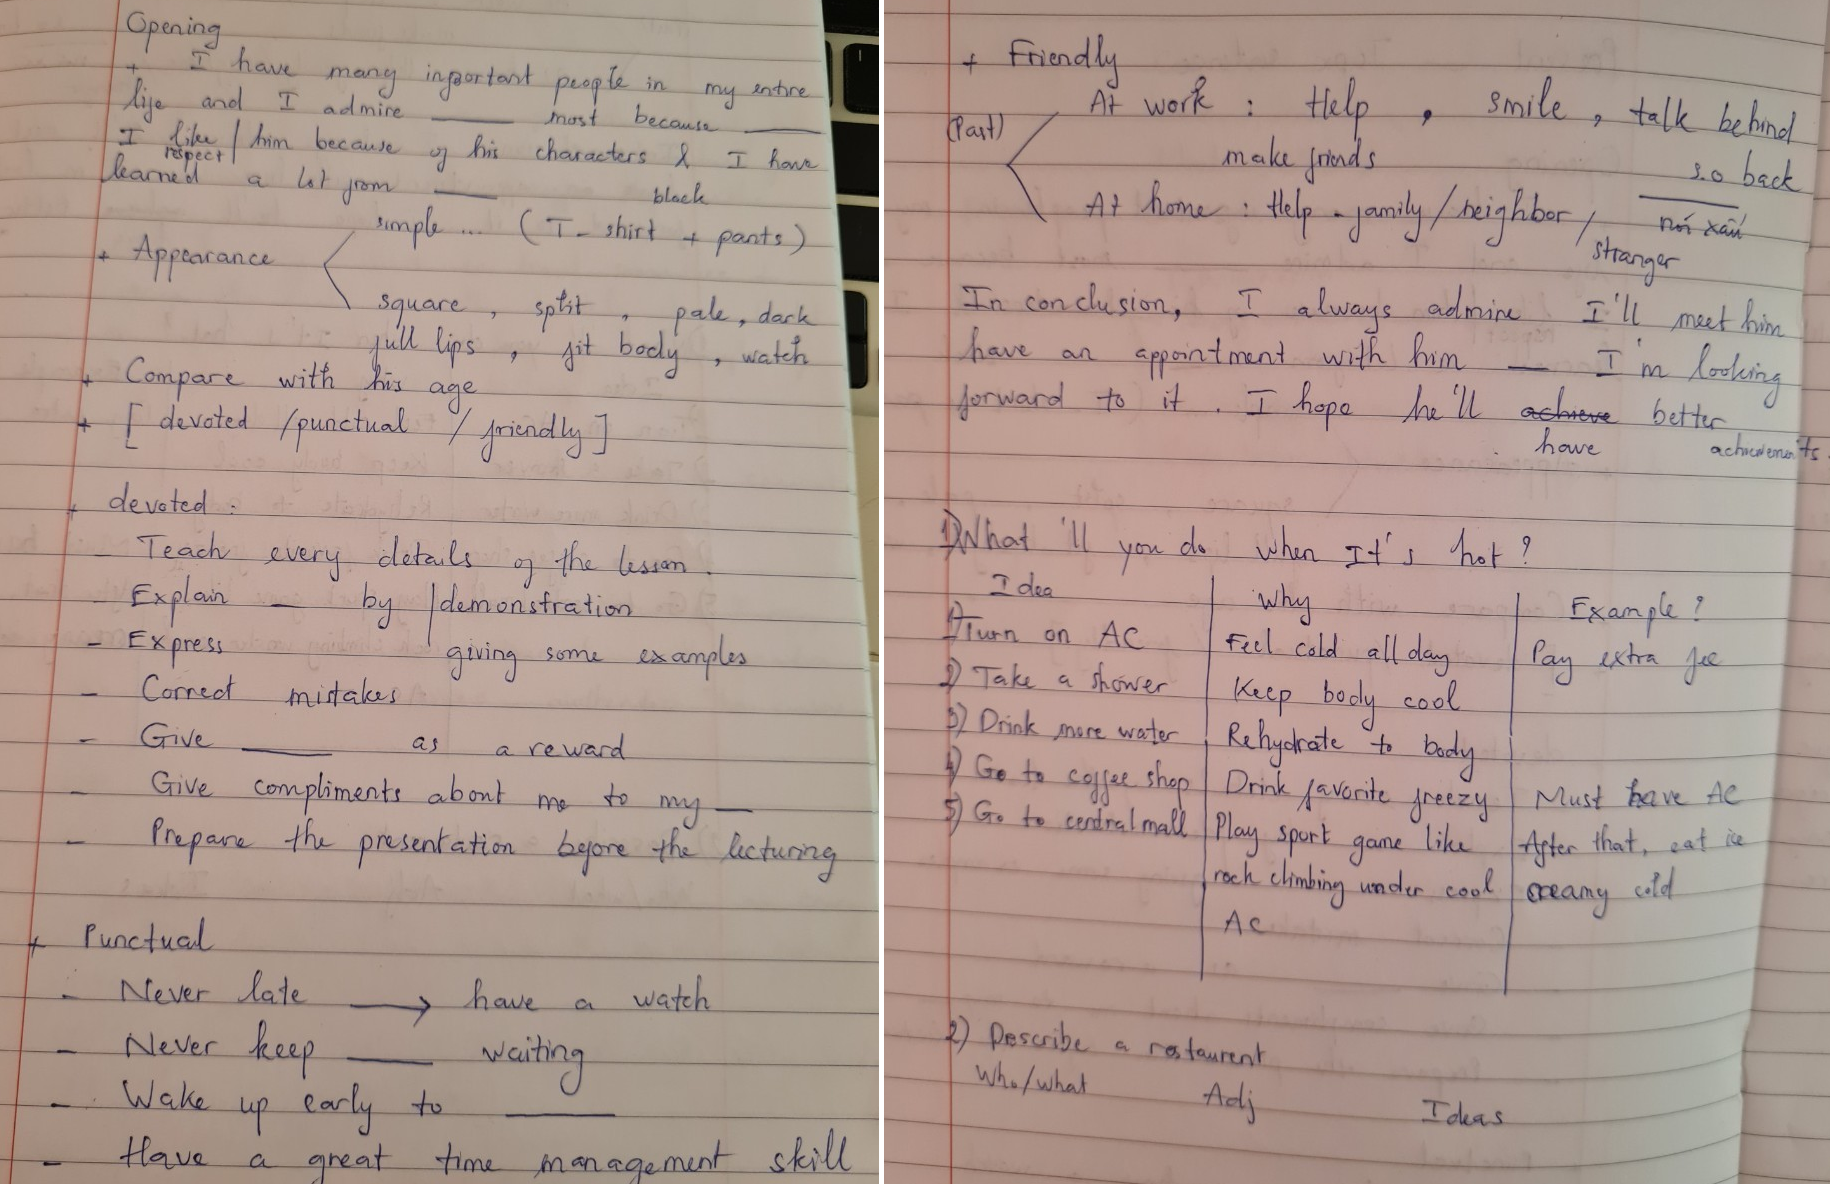 Opening
+ I have many important people in my entire
life and I admire ____ most because ____
I like / him because of his characters & I have
respect
learned a lot from ____
black
simple ... ( T-shirt + pants )
+ Appearance
square , split , pale , dark
full lips , fit body , watch
+ Compare with his age
+ [ devoted / punctual / friendly ]
+ devoted :
- Teach every details of the lesson .
- Explain __ by demonstration
- Express giving some examples
- Correct mistakes
- Give ____ as a reward
- Give compliments about me to my __
- Prepare the presentation before the lecturing
+ Punctual
- Never late → have a watch
- Never keep ____ waiting
- Wake up early to ____
- Have a great time management skill
+ Friendly
At work : Help , smile , talk behind
(Past)
make friends s.o back
At home : Help - family / neighbor / nói xấu
stranger
In conclusion, I always admire I'll meet him
have an appointment with him __ I'm looking
forward to it . I hope he'll achieve better
have achievements.
1) What 'll you do when It's hot ?
Idea Why Example ?
1) Turn on AC Feel cold all day Pay extra fee
2) Take a shower Keep body cool
3) Drink more water Rehydrate to body
4) Go to coffee shop Drink favorite freezy Must have AC
5) Go to central mall Play sport game like After that, eat ice
rock climbing under cool creamy cold
AC
2) Describe a restaurent
Who/what Adj Ideas